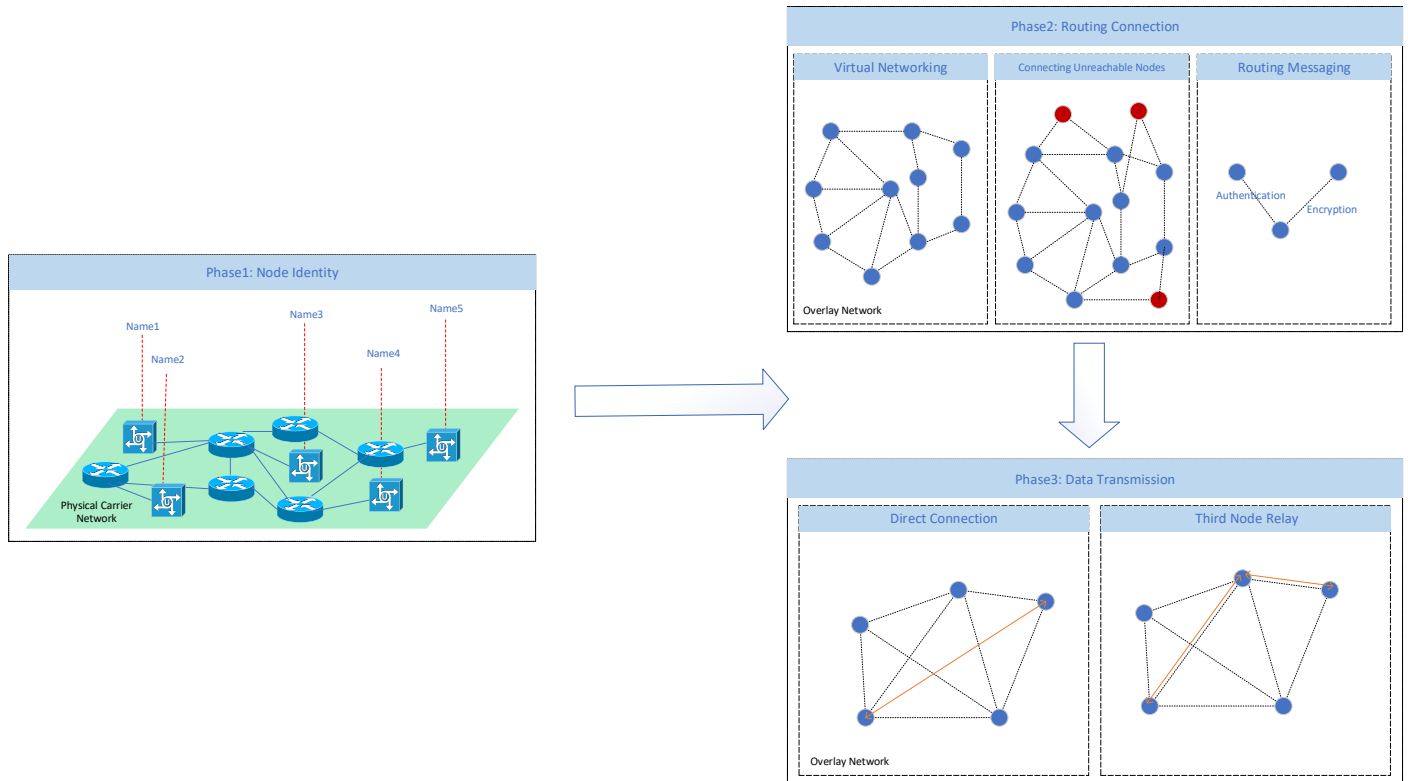 Phase1: Node Identity
Name1
Name2
Name3
Name4
Name5
Physical Carrier
Network
Phase2: Routing Connection
Virtual Networking
Overlay Network
Connecting Unreachable Nodes
Routing Messaging
Authentication
Encryption
Phase3: Data Transmission
Direct Connection
Overlay Network
Third Node Relay